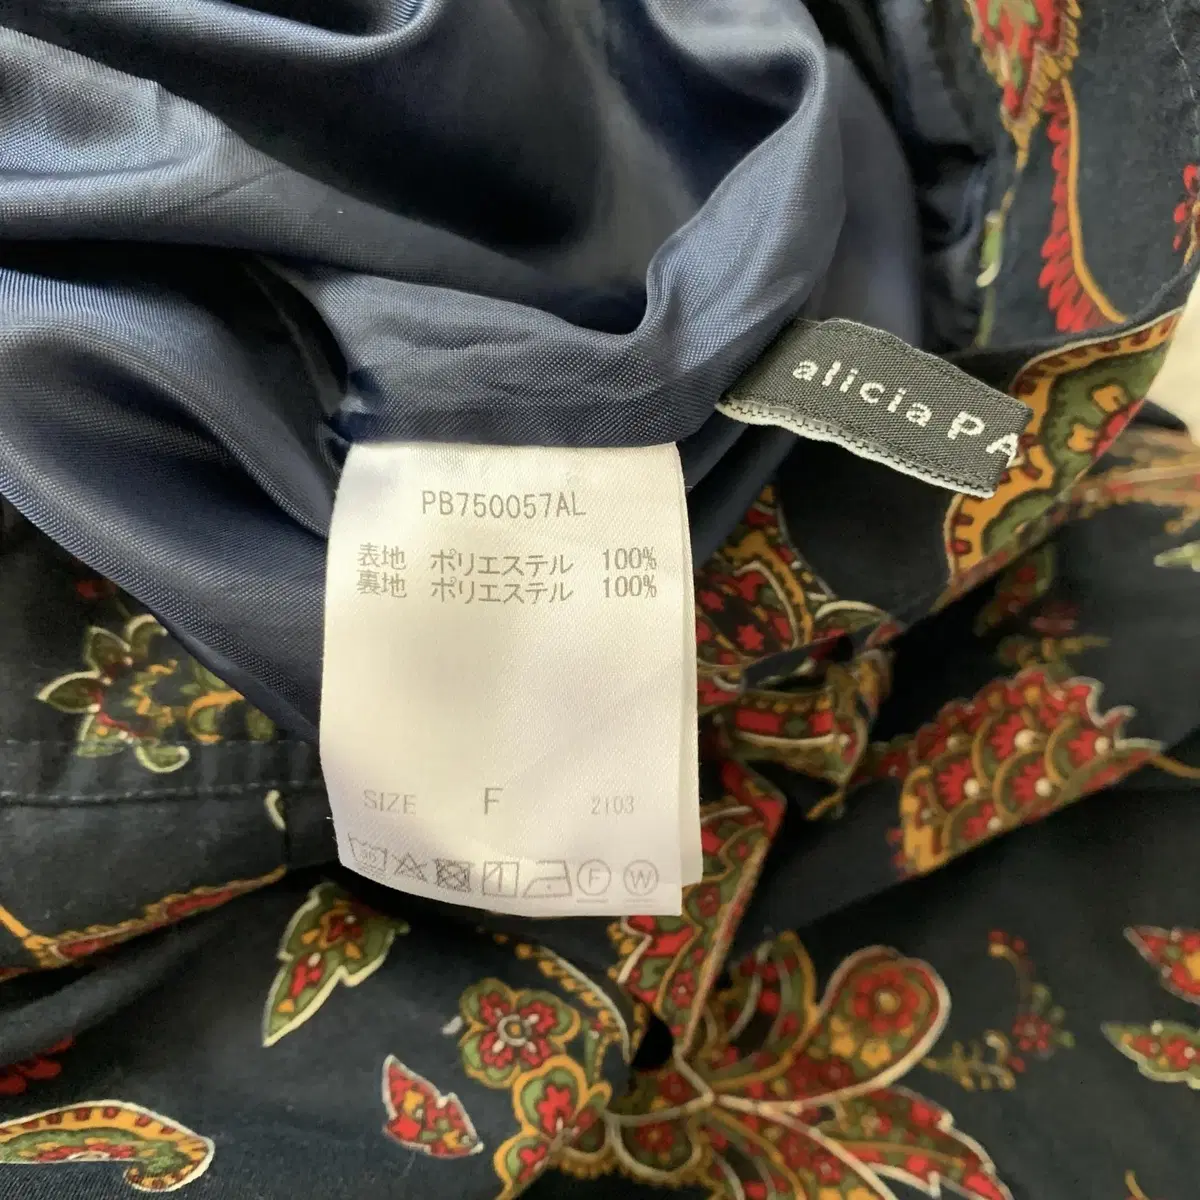 alicia PA
PB750057AL
表地 ポリエステル 100%
裏地 ポリエステル 100%
SIZE F 2103
F W